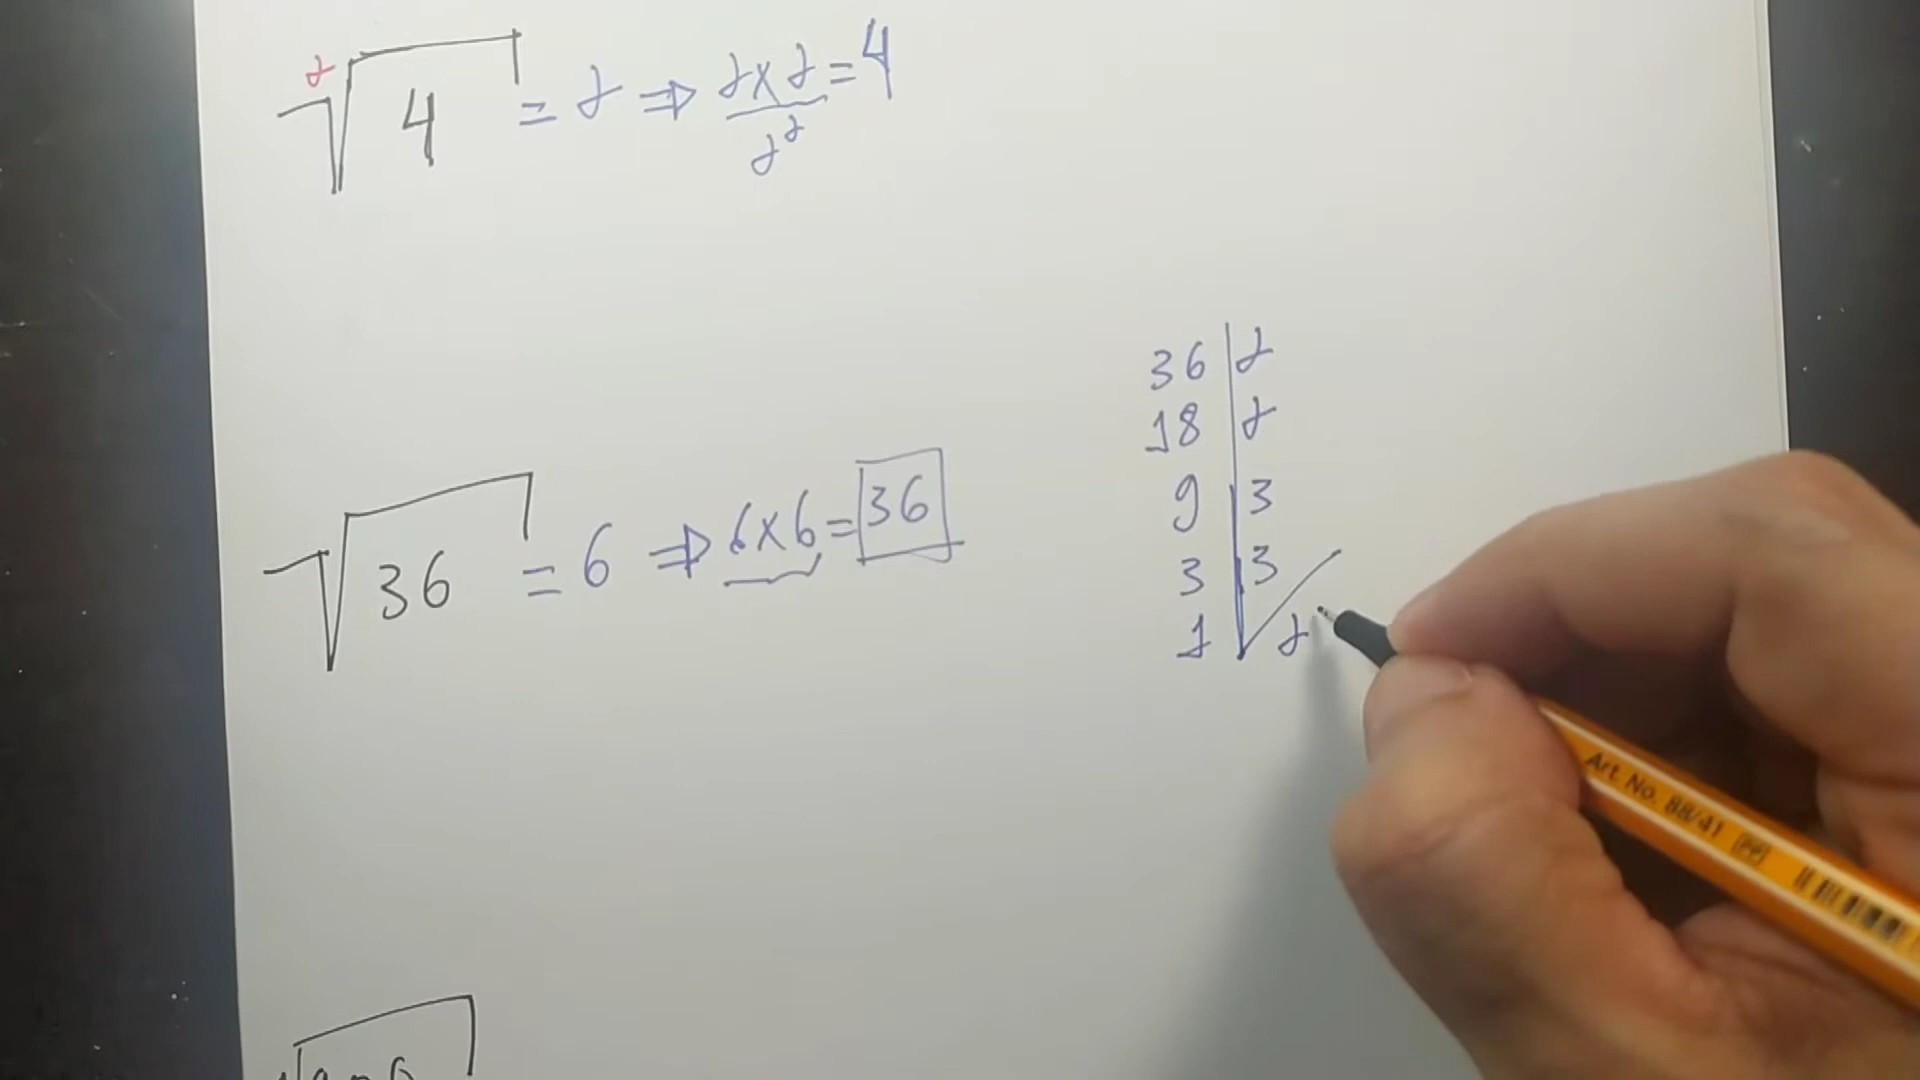 ²√4 = 2 ⇒ 2x2 = 4
2²
√36 = 6 ⇒ 6x6 = 36
36 | 2
18 | 2
9 | 3
3 | 3
1 | 2
Art No. 88/41 PP